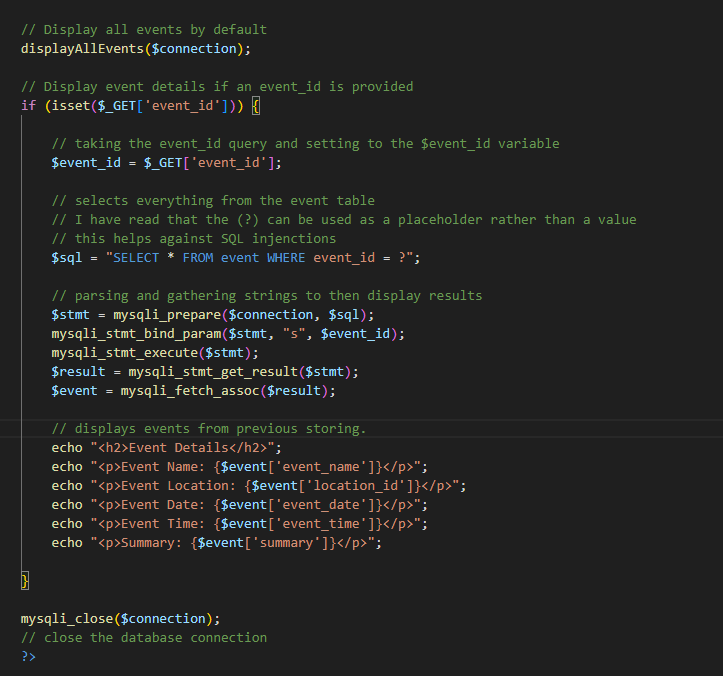 // Display all events by default
displayAllEvents($connection);
// Display event details if an event_id is provided
if (isset($_GET['event_id'])) {
// taking the event_id query and setting to the $event_id variable
$event_id = $_GET['event_id'];
// selects everything from the event table
// I have read that the (?) can be used as a placeholder rather than a value
// this helps against SQL injenctions
$sql = "SELECT * FROM event WHERE event_id = ?";
// parsing and gathering strings to then display results
$stmt = mysqli_prepare($connection, $sql);
mysqli_stmt_bind_param($stmt, "s", $event_id);
mysqli_stmt_execute($stmt);
$result = mysqli_stmt_get_result($stmt);
$event = mysqli_fetch_assoc($result);
// displays events from previous storing.
echo "<h2>Event Details</h2>";
echo "<p>Event Name: {$event['event_name']}</p>";
echo "<p>Event Location: {$event['location_id']}</p>";
echo "<p>Event Date: {$event['event_date']}</p>";
echo "<p>Event Time: {$event['event_time']}</p>";
echo "<p>Summary: {$event['summary']}</p>";
}
mysqli_close($connection);
// close the database connection
?>